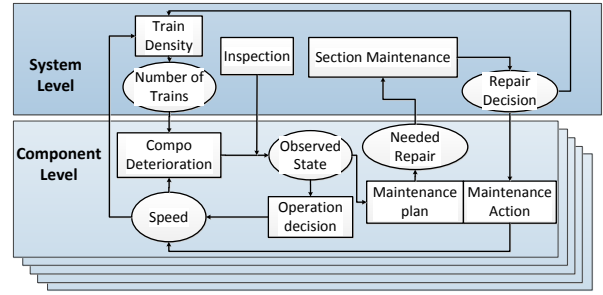 System
Level
Train
Density
Number of
Trains
Inspection
Section Maintenance
Repair
Decision
Component
Level
Compo
Deterioration
Observed
State
Needed
Repair
Speed
Operation
decision
Maintenance
plan
Maintenance
Action